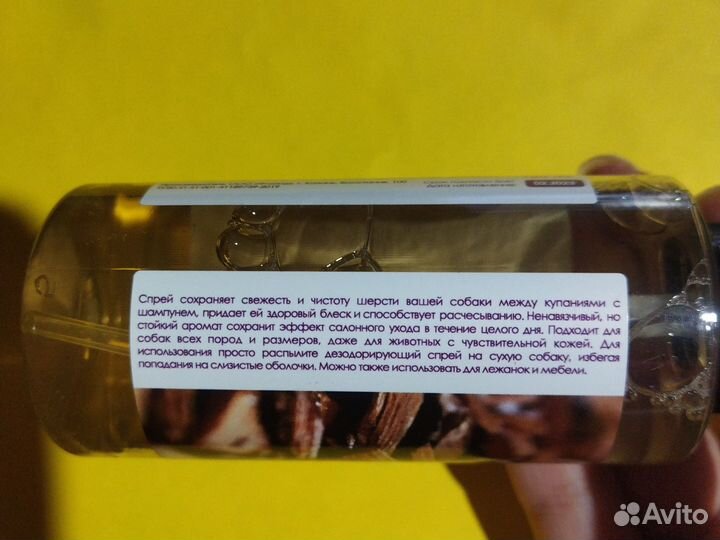 Спрей сохраняет свежесть и чистоту шерсти вашей собаки между купаниями с
шампунем, придает ей здоровый блеск и способствует расчесыванию. Ненавязчивый, но
стойкий аромат сохранит эффект салонного ухода в течение целого дня. Подходит для
собак всех пород и размеров, даже для животных с чувствительной кожей. Для
использования просто распылите дезодорирующий спрей на сухую собаку, избегая
попадания на слизистые оболочки. Можно также использовать для лежанок и мебели.
Avito